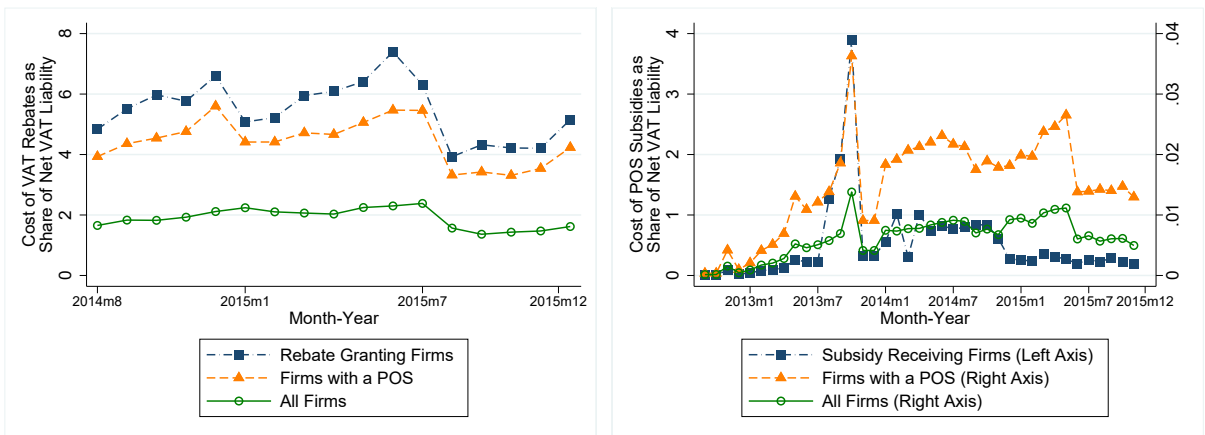 Cost of VAT Rebates as
Share of Net VAT Liability
8
6
4
2
0
2014m8
2015m1
2015m7
2015m12
Month-Year
Rebate Granting Firms
Firms with a POS
All Firms
Cost of POS Subsidies as
Share of Net VAT Liability
4
3
2
1
0
.04
.03
.02
.01
0
2013m1
2013m7
2014m1
2014m7
2015m1
2015m7
2015m12
Month-Year
Subsidy Receiving Firms (Left Axis)
Firms with a POS (Right Axis)
All Firms (Right Axis)